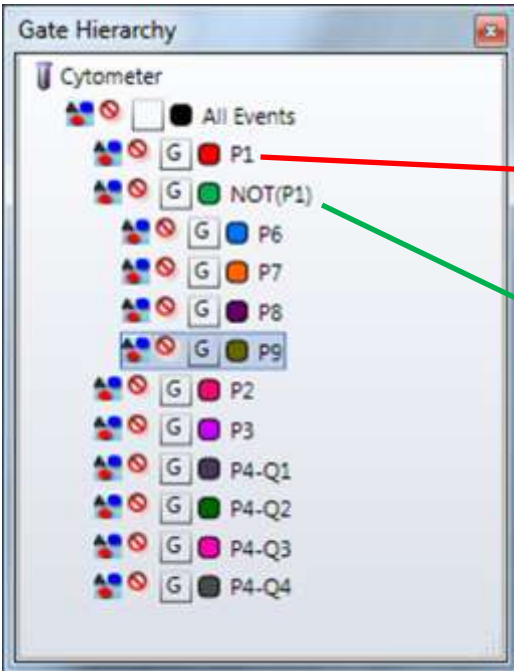 Gate Hierarchy
Cytometer
All Events
G P1
G NOT(P1)
G P6
G P7
G P8
G P9
G P2
G P3
G P4-Q1
G P4-Q2
G P4-Q3
G P4-Q4